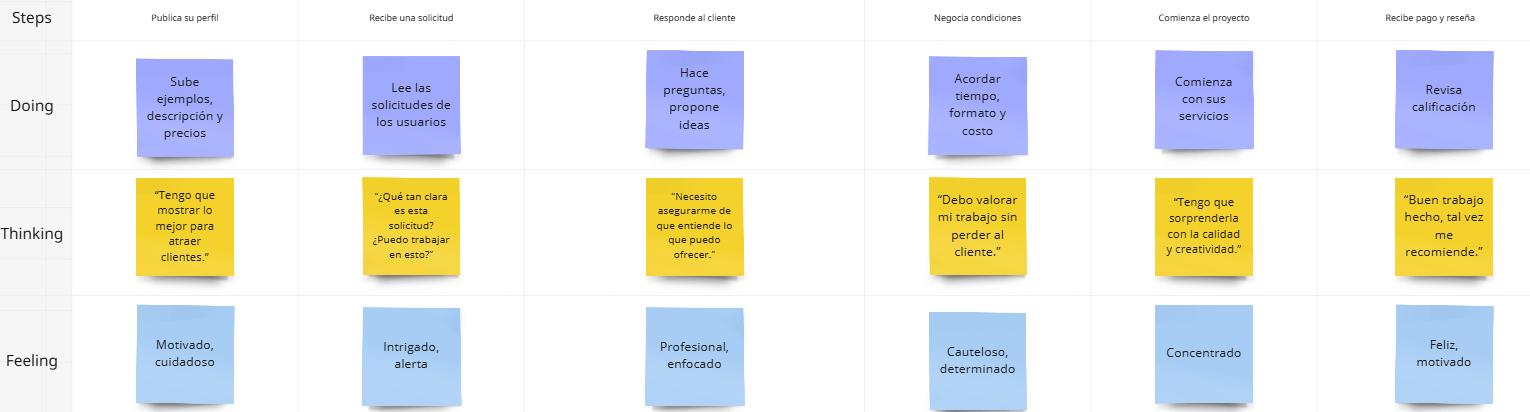 Steps
Publica su perfil
Recibe una solicitud
Responde al cliente
Negocia condiciones
Comienza el proyecto
Recibe pago y reseña
Doing
Sube
ejemplos,
descripción y
precios
Lee las
solicitudes de
los usuarios
Hace
preguntas,
propone
ideas
Acordar
tiempo,
formato y
costo
Comienza
con sus
servicios
Revisa
calificación
Thinking
“Tengo que
mostrar lo
mejor para
atraer
clientes.”
“¿Qué tan clara
es esta
solicitud?
¿Puedo trabajar
en esto?”
“Necesito
asegurarme de
que entiende lo
que puedo
ofrecer.”
“Debo valorar
mi trabajo sin
perder al
cliente.”
“Tengo que
sorprenderla
con la calidad
y creatividad.”
“Buen trabajo
hecho, tal vez
me
recomiende.”
Feeling
Motivado,
cuidadoso
Intrigado,
alerta
Profesional,
enfocado
Cauteloso,
determinado
Concentrado
Feliz,
motivado